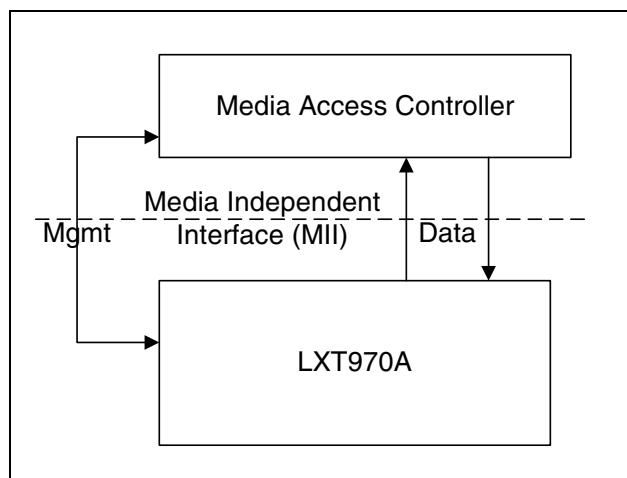 Media Access Controller
Media Independent
Mgmt
Interface (MII)
Data
LXT970A